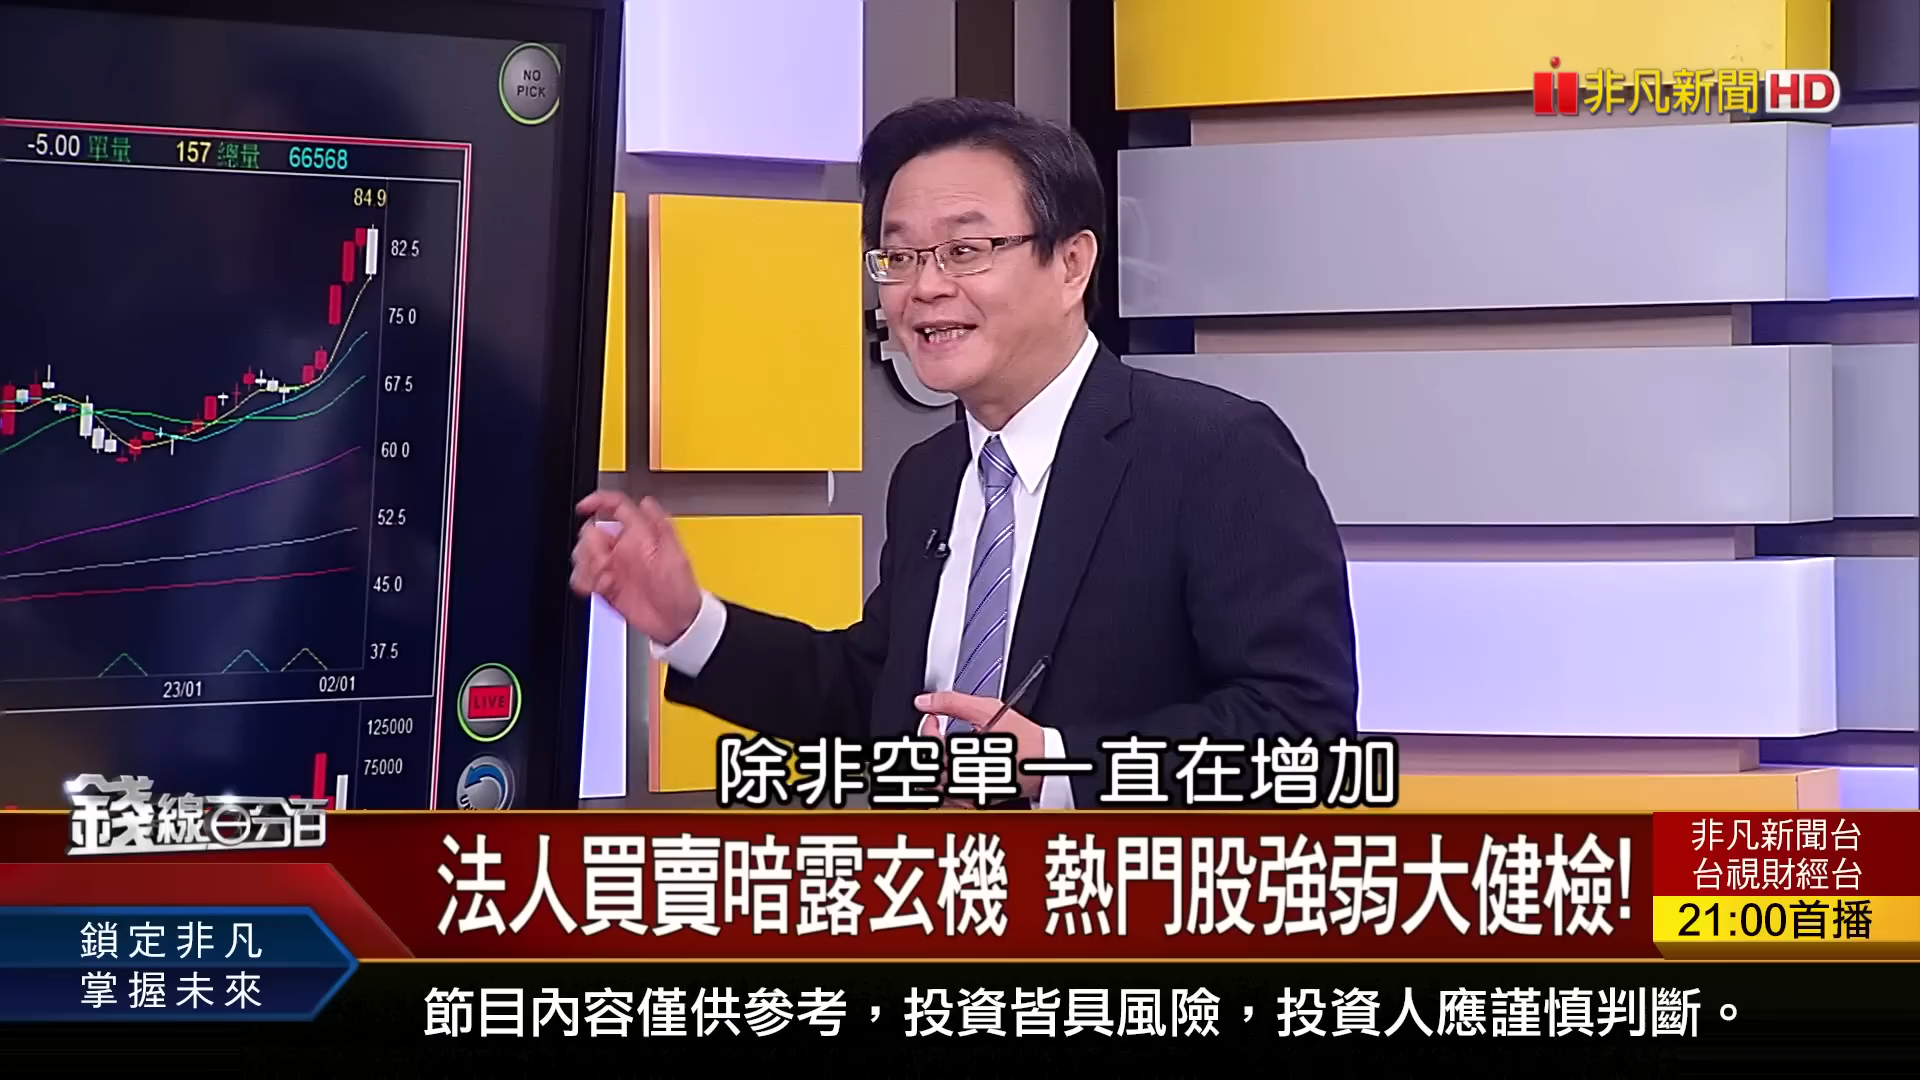 NO
PICK
非凡新聞HD
-5.00 單量 157 總量 66568
84.9
82.5
75.0
67.5
60.0
52.5
45.0
37.5
23/01 02/01
125000
75000
LIVE
除非空單一直在增加
錢線百分百
法人買賣暗露玄機 熱門股強弱大健檢!
非凡新聞台
台視財經台
21:00首播
鎖定非凡
掌握未來
節目內容僅供參考，投資皆具風險，投資人應謹慎判斷。